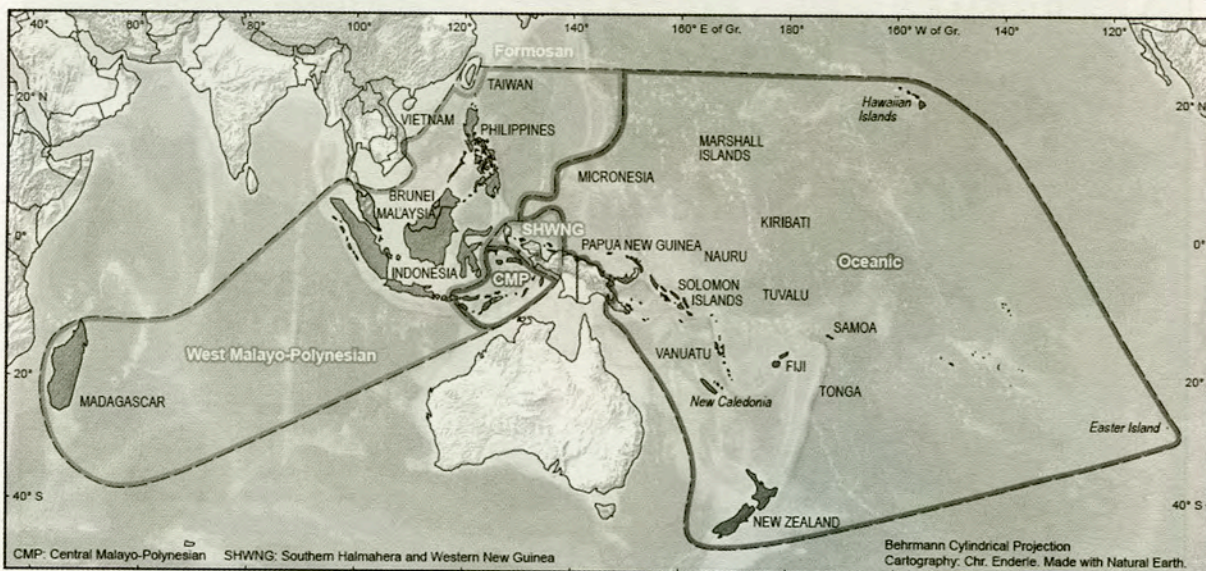 40° 60° 80° 100° 120° 140° 160° E of Gr. 180° 160° W of Gr. 140° 120°
Formosan
TAIWAN
20° N
20° N
Hawaiian
Islands
VIETNAM
PHILIPPINES
MARSHALL
ISLANDS
MICRONESIA
BRUNEI
MALAYSIA
SHWNG
KIRIBATI
0°
0°
PAPUA NEW GUINEA
NAURU
Oceanic
INDONESIA
CMP
SOLOMON
ISLANDS
TUVALU
SAMOA
West Malayo-Polynesian
VANUATU
FIJI
20°
20°
MADAGASCAR
New Caledonia
TONGA
Easter Island
40° S
40° S
NEW ZEALAND
CMP: Central Malayo-Polynesian SHWNG: Southern Halmahera and Western New Guinea
Behrmann Cylindrical Projection
Cartography: Chr. Enderle. Made with Natural Earth.